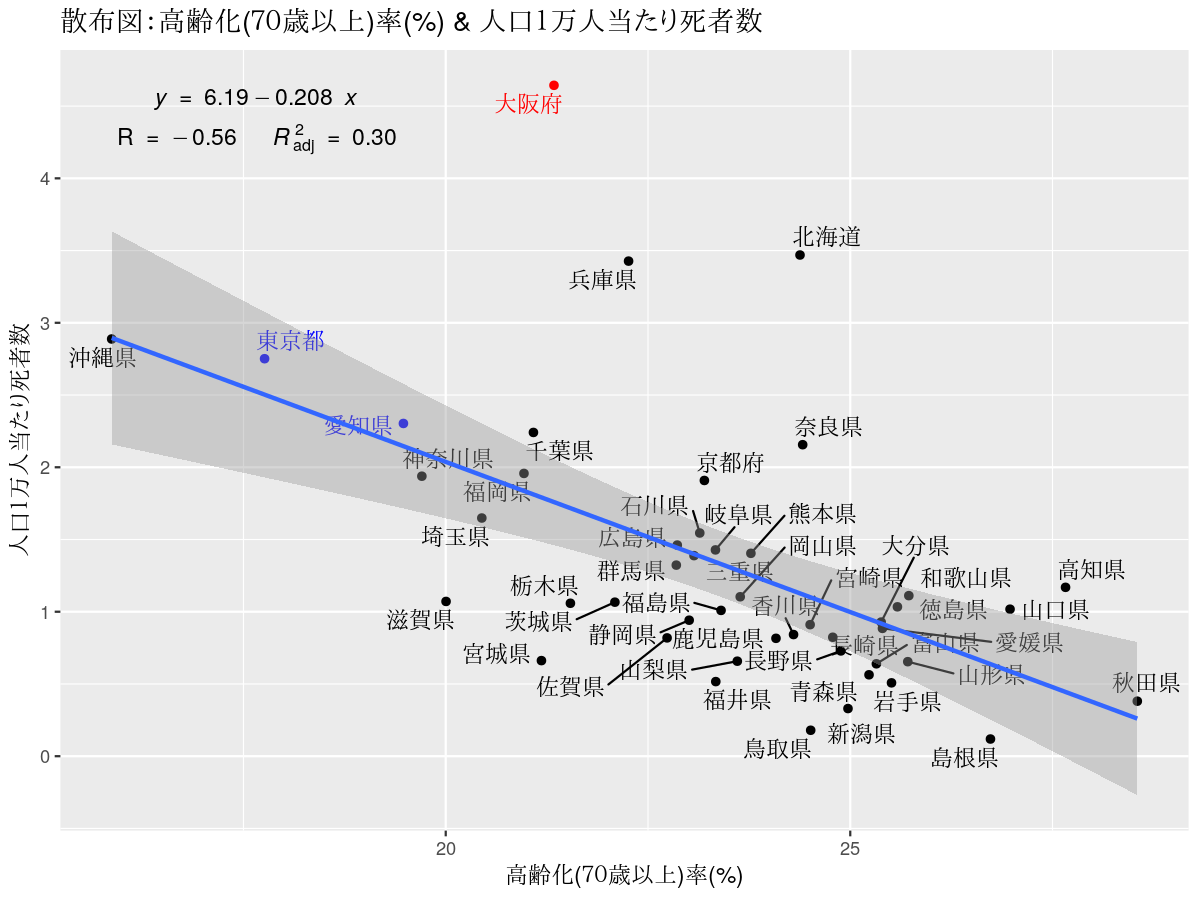 散布図：高齢化(70歳以上)率(%) & 人口1万人当たり死者数
y = 6.19−0.208 x
R = −0.56 R²adj = 0.30
大阪府
北海道
兵庫県
東京都
沖縄県
愛知県
奈良県
千葉県
神奈川県
京都府
福岡県
石川県
岐阜県
熊本県
埼玉県
広島県
岡山県
大分県
群馬県
三重県
宮崎県
和歌山県
高知県
栃木県
福島県
香川県
徳島県
山口県
滋賀県
茨城県
静岡県
鹿児島県
長崎県
富山県
愛媛県
宮城県
山梨県
長野県
山形県
佐賀県
福井県
青森県
岩手県
秋田県
鳥取県
新潟県
島根県
4
3
2
1
0
20
25
高齢化(70歳以上)率(%)
人口1万人当たり死者数